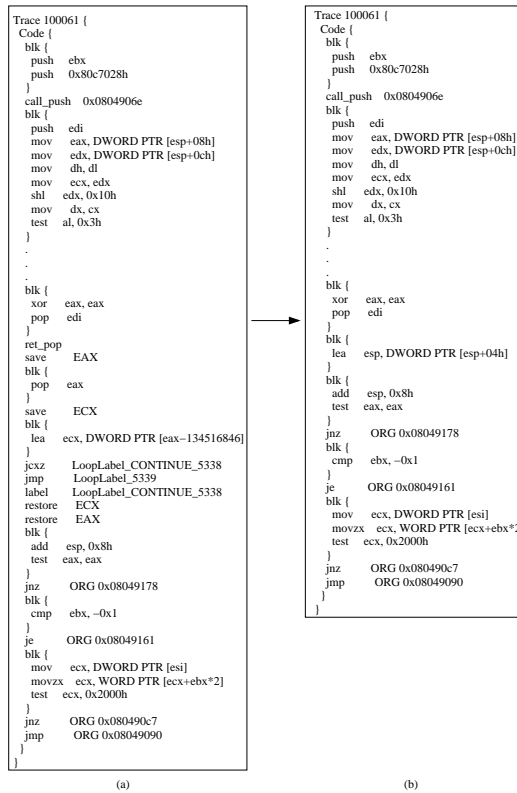 Trace 100061 {
Code {
blk {
push ebx
push 0x80c7028h
}
call_push 0x0804906e
blk {
push edi
mov eax, DWORD PTR [esp+08h]
mov edx, DWORD PTR [esp+0ch]
mov dh, dl
mov ecx, edx
shl edx, 0x10h
mov dx, cx
test al, 0x3h
}
.
.
.
blk {
xor eax, eax
pop edi
}
ret_pop
save EAX
blk {
pop eax
}
save ECX
blk {
lea ecx, DWORD PTR [eax−134516846]
}
jcxz LoopLabel_CONTINUE_5338
jmp LoopLabel_5339
label LoopLabel_CONTINUE_5338
restore ECX
restore EAX
blk {
add esp, 0x8h
test eax, eax
}
jnz ORG 0x08049178
blk {
cmp ebx, −0x1
}
je ORG 0x08049161
blk {
mov ecx, DWORD PTR [esi]
movzx ecx, WORD PTR [ecx+ebx*2]
test ecx, 0x2000h
}
jnz ORG 0x080490c7
jmp ORG 0x08049090
}
}
(a)
Trace 100061 {
Code {
blk {
push ebx
push 0x80c7028h
}
call_push 0x0804906e
blk {
push edi
mov eax, DWORD PTR [esp+08h]
mov edx, DWORD PTR [esp+0ch]
mov dh, dl
mov ecx, edx
shl edx, 0x10h
mov dx, cx
test al, 0x3h
}
.
.
.
blk {
xor eax, eax
pop edi
}
blk {
lea esp, DWORD PTR [esp+04h]
}
blk {
add esp, 0x8h
test eax, eax
}
jnz ORG 0x08049178
blk {
cmp ebx, −0x1
}
je ORG 0x08049161
blk {
mov ecx, DWORD PTR [esi]
movzx ecx, WORD PTR [ecx+ebx*2
test ecx, 0x2000h
}
jnz ORG 0x080490c7
jmp ORG 0x08049090
}
}
(b)